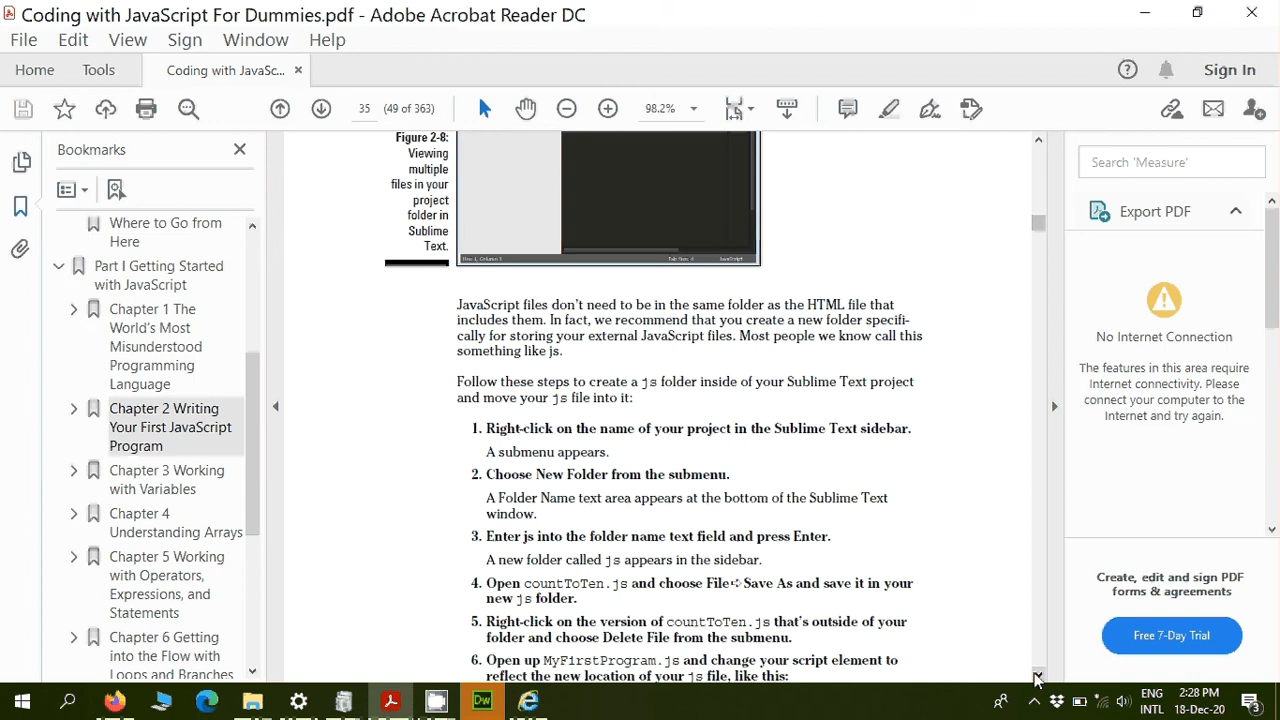 Coding with JavaScript For Dummies.pdf - Adobe Acrobat Reader DC
File Edit View Sign Window Help
Home Tools Coding with JavaSc... Sign In
35 (49 of 363) 98.2%
Bookmarks
Where to Go from
Here
Part I Getting Started
with JavaScript
Chapter 1 The
World's Most
Misunderstood
Programming
Language
Chapter 2 Writing
Your First JavaScript
Program
Chapter 3 Working
with Variables
Chapter 4
Understanding Arrays
Chapter 5 Working
with Operators,
Expressions, and
Statements
Chapter 6 Getting
into the Flow with
Loops and Branches
Figure 2-8:
Viewing
multiple
files in your
project
folder in
Sublime
Text.
JavaScript files don't need to be in the same folder as the HTML file that
includes them. In fact, we recommend that you create a new folder specifi-
cally for storing your external JavaScript files. Most people we know call this
something like js.
Follow these steps to create a js folder inside of your Sublime Text project
and move your js file into it:
1. Right-click on the name of your project in the Sublime Text sidebar.
A submenu appears.
2. Choose New Folder from the submenu.
A Folder Name text area appears at the bottom of the Sublime Text
window.
3. Enter js into the folder name text field and press Enter.
A new folder called js appears in the sidebar.
4. Open countToTen.js and choose File⇨Save As and save it in your
new js folder.
5. Right-click on the version of countToTen.js that's outside of your
folder and choose Delete File from the submenu.
6. Open up MyFirstProgram.js and change your script element to
reflect the new location of your js file, like this:
Search 'Measure'
Export PDF
No Internet Connection
The features in this area require
Internet connectivity. Please
connect your computer to the
Internet and try again.
Create, edit and sign PDF
forms & agreements
Free 7-Day Trial
Dw
ENG
INTL
2:28 PM
18-Dec-20
3